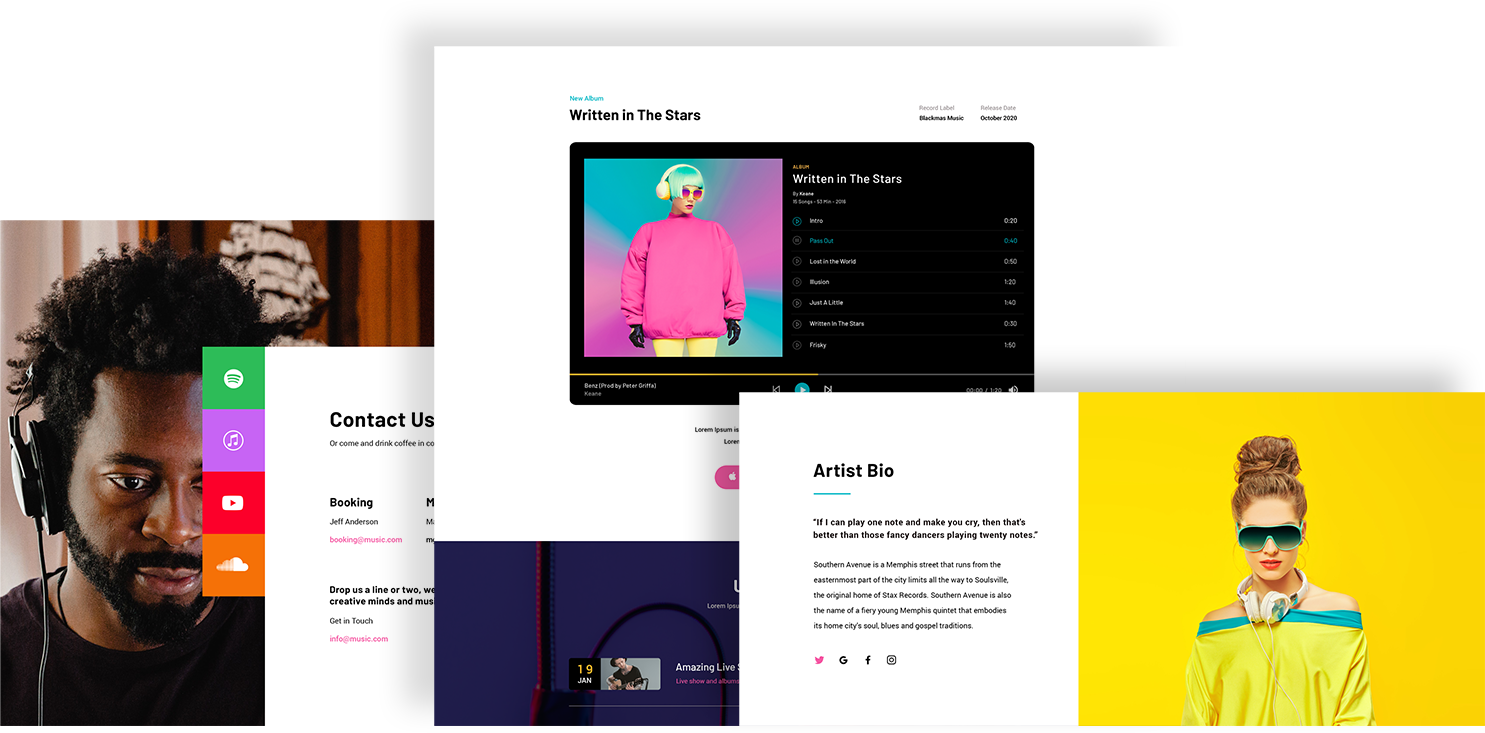 New Album
Written in The Stars
Record Label
Blackmas Music
Release Date
October 2020
ALBUM
Written in The Stars
By Keane
15 Songs - 53 Min - 2016
Intro 0:20
Pass Out 0:40
Lost in the World 0:50
Illusion 1:20
Just A Little 1:40
Written In The Stars 0:30
Frisky 1:50
Benz (Prod by Peter Griffa)
Keane
00:00 / 1:20
Lorem Ipsum is
Lorem
Contact Us
Or come and drink coffee in co
Booking
Jeff Anderson
booking@music.com
M
Ma
Drop us a line or two, we
creative minds and mus
Get in Touch
info@music.com
Lorem Ipsu
19
JAN
Amazing Live S
Live show and albums
Artist Bio
“If I can play one note and make you cry, then that's
better than those fancy dancers playing twenty notes.”
Southern Avenue is a Memphis street that runs from the
easternmost part of the city limits all the way to Soulsville,
the original home of Stax Records. Southern Avenue is also
the name of a fiery young Memphis quintet that embodies
its home city's soul, blues and gospel traditions.